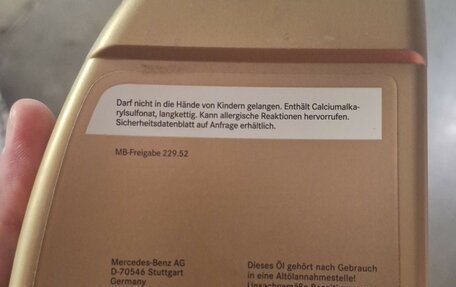 Darf nicht in die Hände von Kindern gelangen. Enthält Calciumalka-
rylsulfonat, langkettig. Kann allergische Reaktionen hervorrufen.
Sicherheitsdatenblatt auf Anfrage erhältlich.
MB-Freigabe 229.52
Mercedes-Benz AG
D-70546 Stuttgart
Germany
Dieses Öl gehört nach Gebrauch
in eine Altölannahmestelle!